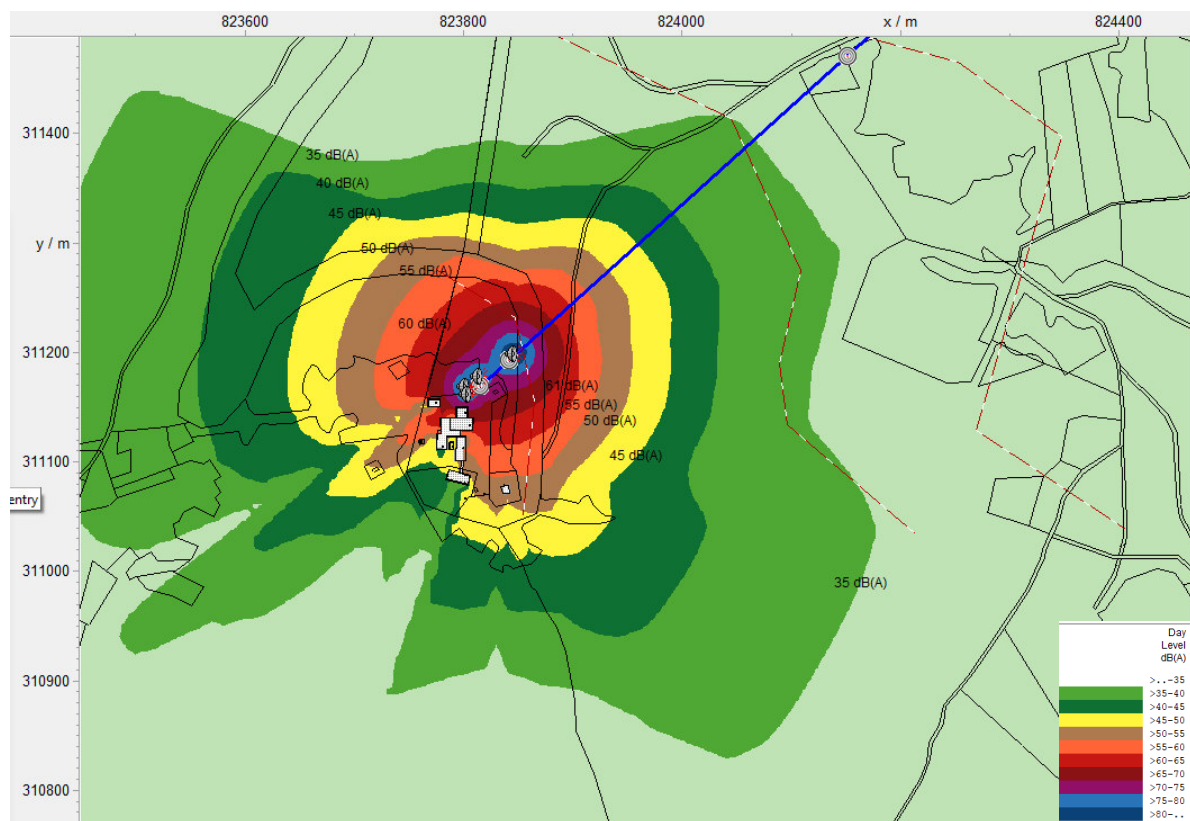 823600
823800
824000
x / m
824400
311400
35 dB(A)
40 dB(A)
45 dB(A)
y / m
50 dB(A)
55 dB(A)
60 dB(A)
311200
61 dB(A)
55 dB(A)
50 dB(A)
45 dB(A)
311100
entry
311000
35 dB(A)
310900
310800
Day
Level
dB(A)
>..-35
>35-40
>40-45
>45-50
>50-55
>55-60
>60-65
>65-70
>70-75
>75-80
>80-..